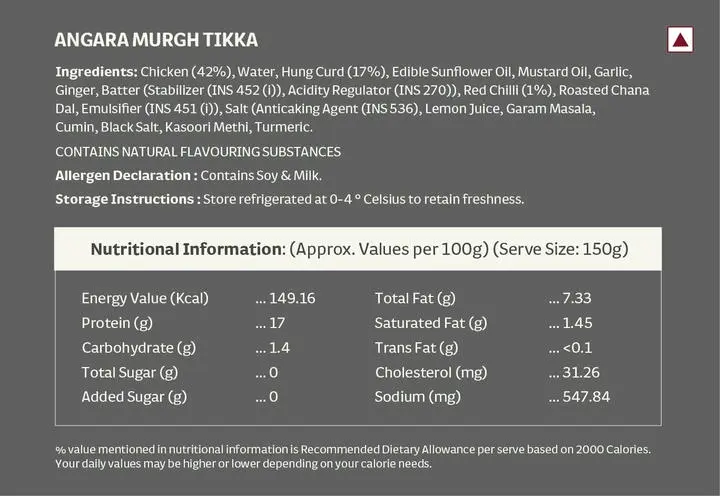 ANGARA MURGH TIKKA
Ingredients: Chicken (42%), Water, Hung Curd (17%), Edible Sunflower Oil, Mustard Oil, Garlic,
Ginger, Batter (Stabilizer (INS 452 (i)), Acidity Regulator (INS 270)), Red Chilli (1%), Roasted Chana
Dal, Emulsifier (INS 451 (i)), Salt (Anticaking Agent (INS 536), Lemon Juice, Garam Masala,
Cumin, Black Salt, Kasoori Methi, Turmeric.
CONTAINS NATURAL FLAVOURING SUBSTANCES
Allergen Declaration : Contains Soy & Milk.
Storage Instructions : Store refrigerated at 0-4 ° Celsius to retain freshness.
Nutritional Information: (Approx. Values per 100g) (Serve Size: 150g)
Energy Value (Kcal) ... 149.16 Total Fat (g) ... 7.33
Protein (g) ... 17 Saturated Fat (g) ... 1.45
Carbohydrate (g) ... 1.4 Trans Fat (g) ... <0.1
Total Sugar (g) ... 0 Cholesterol (mg) ... 31.26
Added Sugar (g) ... 0 Sodium (mg) ... 547.84
% value mentioned in nutritional information is Recommended Dietary Allowance per serve based on 2000 Calories.
Your daily values may be higher or lower depending on your calorie needs.